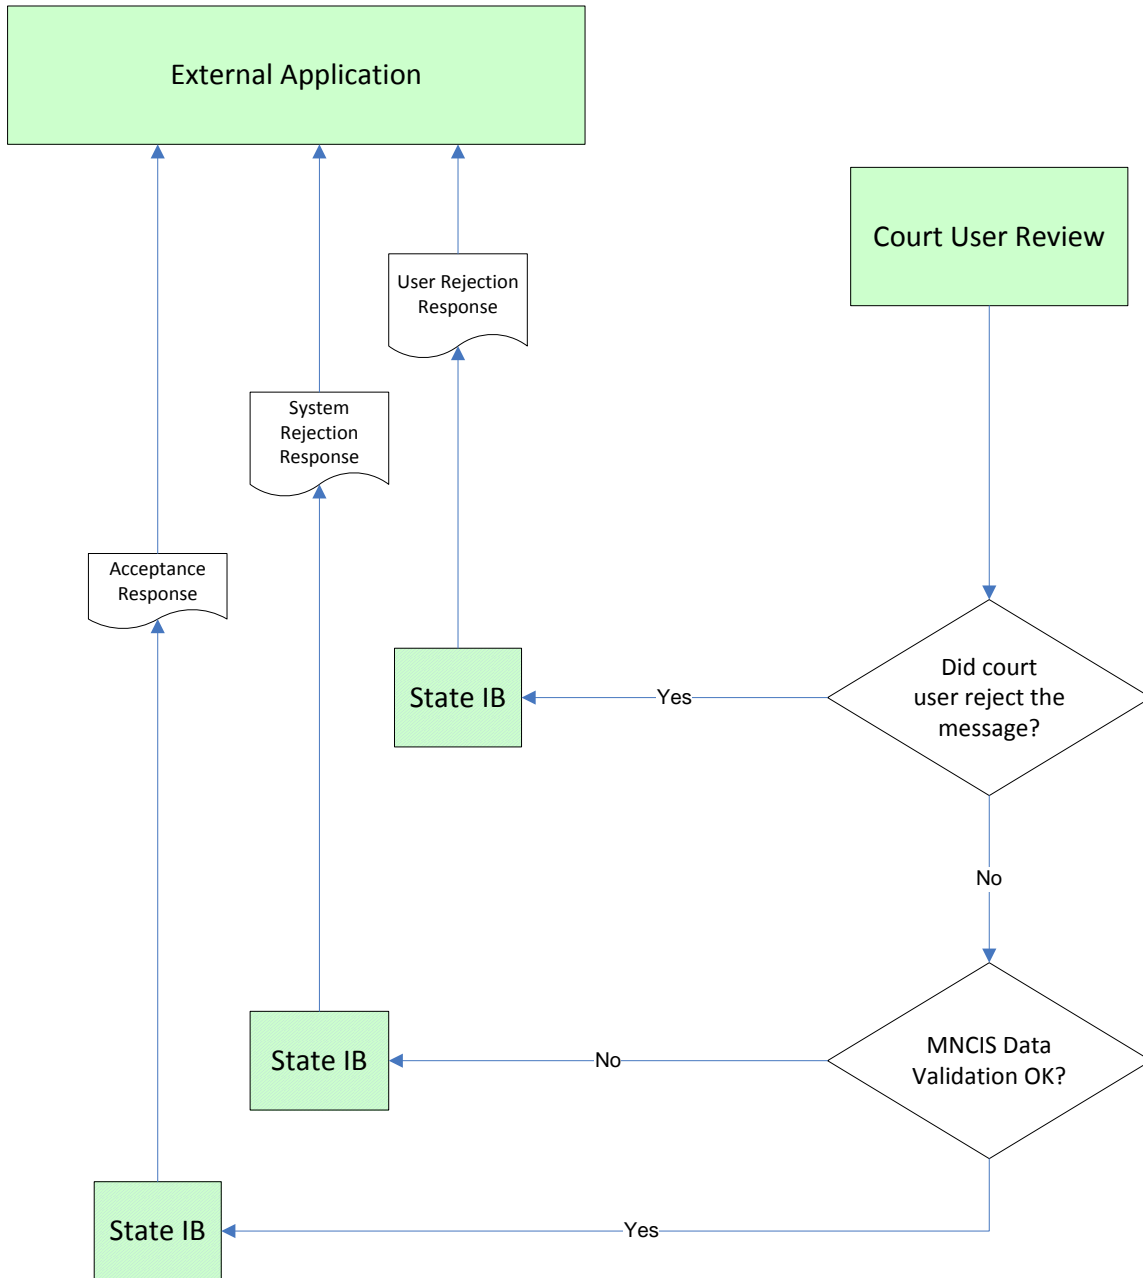 External Application
Court User Review
User Rejection
Response
System
Rejection
Response
Acceptance
Response
Did court
user reject the
message?
State IB
Yes
No
MNCIS Data
Validation OK?
State IB
No
State IB
Yes